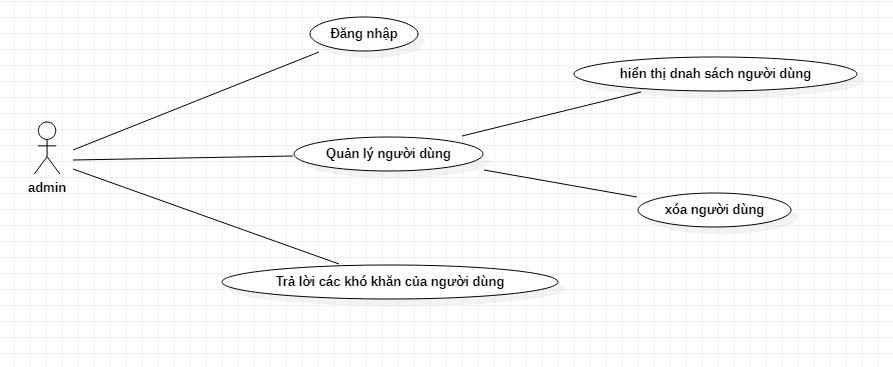 Đăng nhập
hiển thị dnah sách người dùng
Quản lý người dùng
admin
xóa người dùng
Trả lời các khó khăn của người dùng